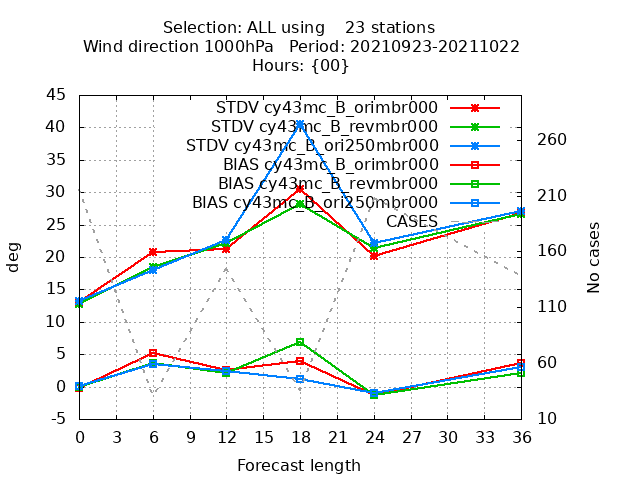 Selection: ALL using 23 stations
Wind direction 1000hPa Period: 20210923-20211022
Hours: {00}
STDV cy43mc_B_orimbr000
STDV cy43mc_B_revmbr000
STDV cy43mc_B_ori250mbr000
BIAS cy43mc_B_orimbr000
BIAS cy43mc_B_revmbr000
BIAS cy43mc_B_ori250mbr000
CASES
45
40
35
30
25
20
15
10
5
0
-5
deg
260
210
160
110
60
10
No cases
0 3 6 9 12 15 18 21 24 27 30 33 36
Forecast length